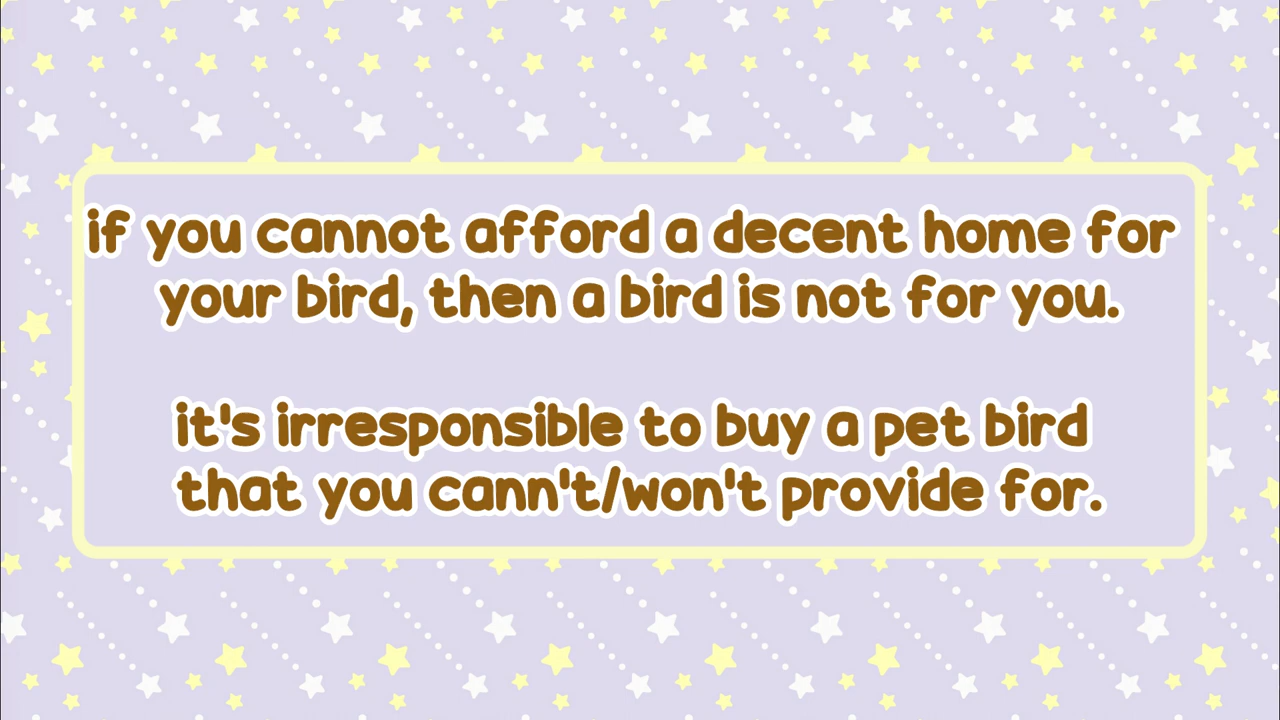 if you cannot afford a decent home for
your bird, then a bird is not for you.
it's irresponsible to buy a pet bird
that you cann't/won't provide for.